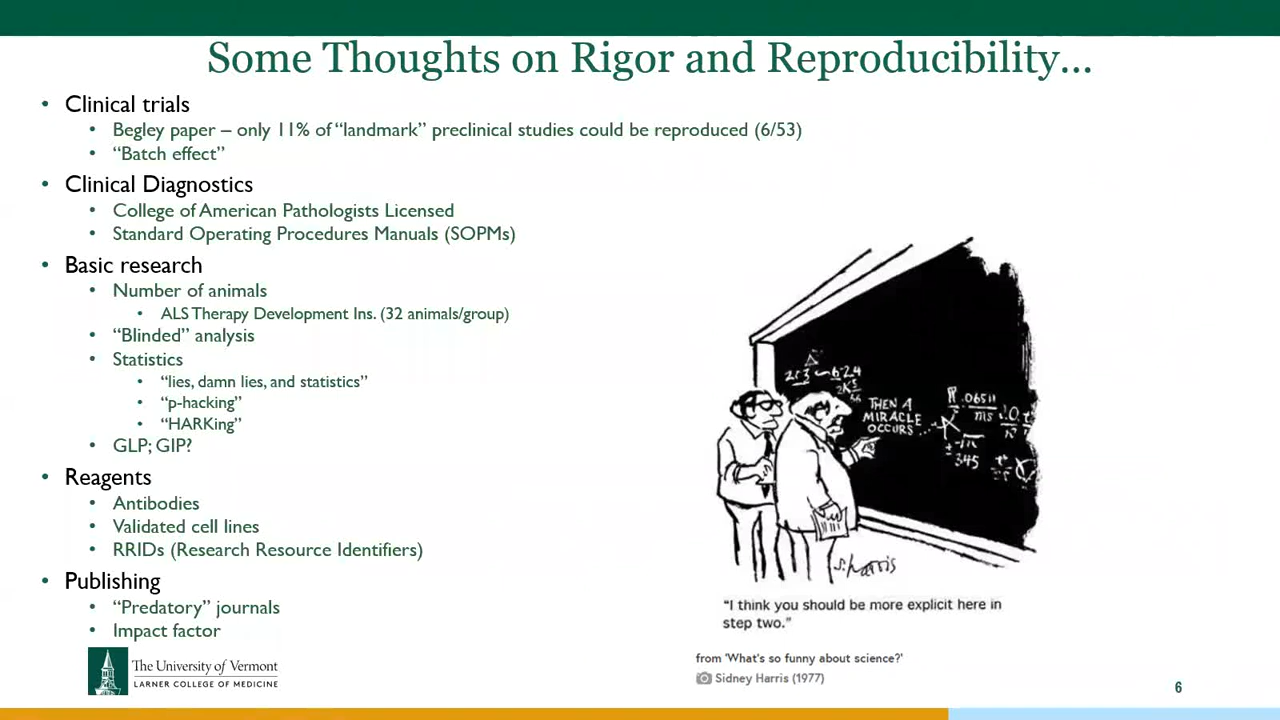 Some Thoughts on Rigor and Reproducibility...
• Clinical trials
• Begley paper – only 11% of “landmark” preclinical studies could be reproduced (6/53)
• “Batch effect”
• Clinical Diagnostics
• College of American Pathologists Licensed
• Standard Operating Procedures Manuals (SOPMs)
• Basic research
• Number of animals
• ALS Therapy Development Ins. (32 animals/group)
• “Blinded” analysis
• Statistics
• “lies, damn lies, and statistics”
• “p-hacking”
• “HARKing”
• GLP; GIP?
• Reagents
• Antibodies
• Validated cell lines
• RRIDs (Research Resource Identifiers)
• Publishing
• “Predatory” journals
• Impact factor
THEN A
MIRACLE
OCCURS...
S. Harris
“I think you should be more explicit here in
step two.”
from 'What's so funny about science?'
Sidney Harris (1977)
The University of Vermont
LARNER COLLEGE OF MEDICINE
6